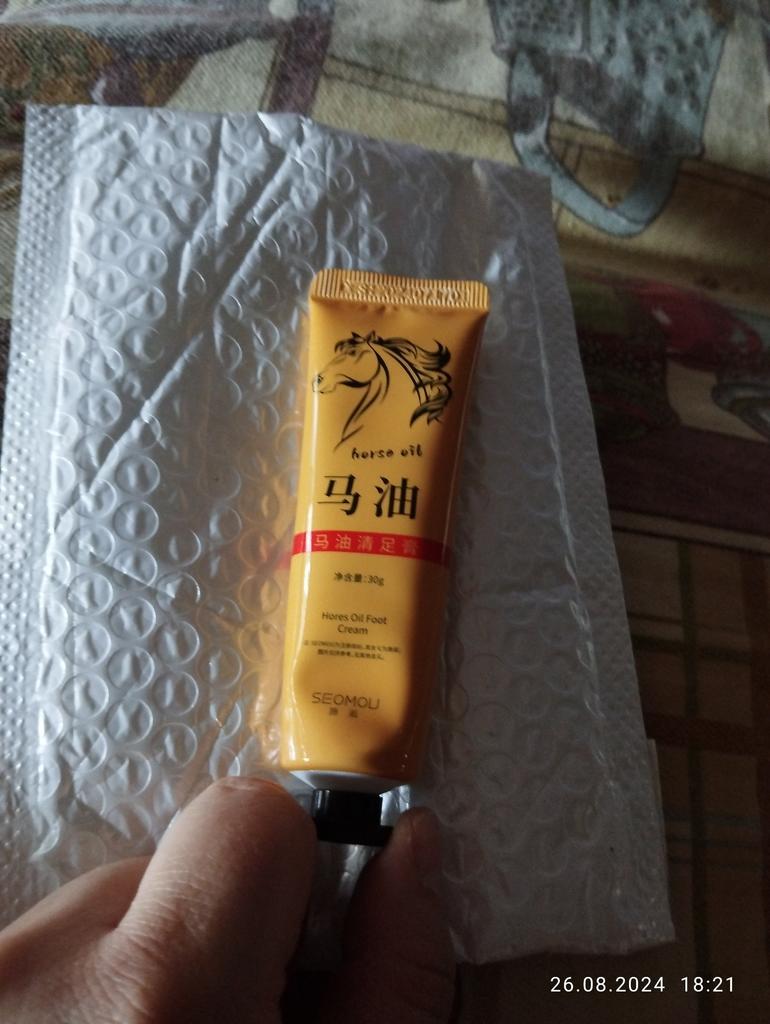 horse oil
马油
马油清足膏
净含量:30g
Hores Oil Foot
Cream
SEOMOU
26.08.2024 18:21